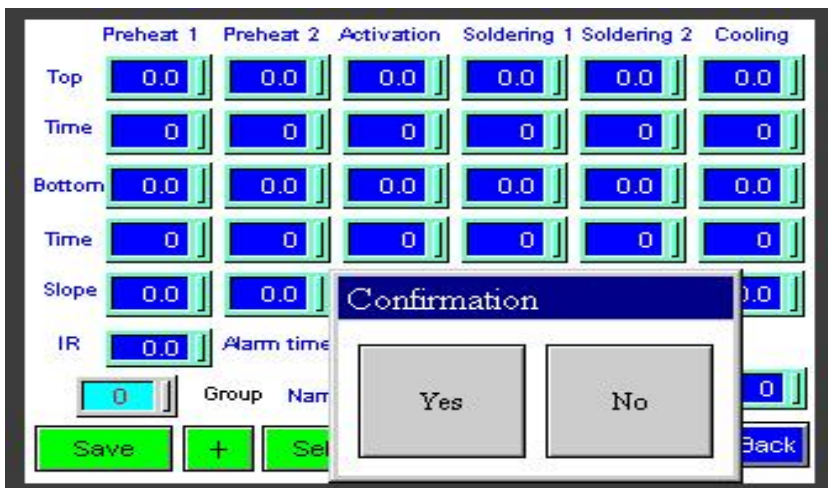 Preheat 1 Preheat 2 Activation Soldering 1 Soldering 2 Cooling
Top 0.0 0.0 0.0 0.0 0.0 0.0
Time 0 0 0 0 0 0
Bottom 0.0 0.0 0.0 0.0 0.0 0.0
Time 0 0 0 0 0 0
Slope 0.0 0.0
Confirmation
IR 0.0 Alarm time
Yes No
0 Group 0
Save + Back